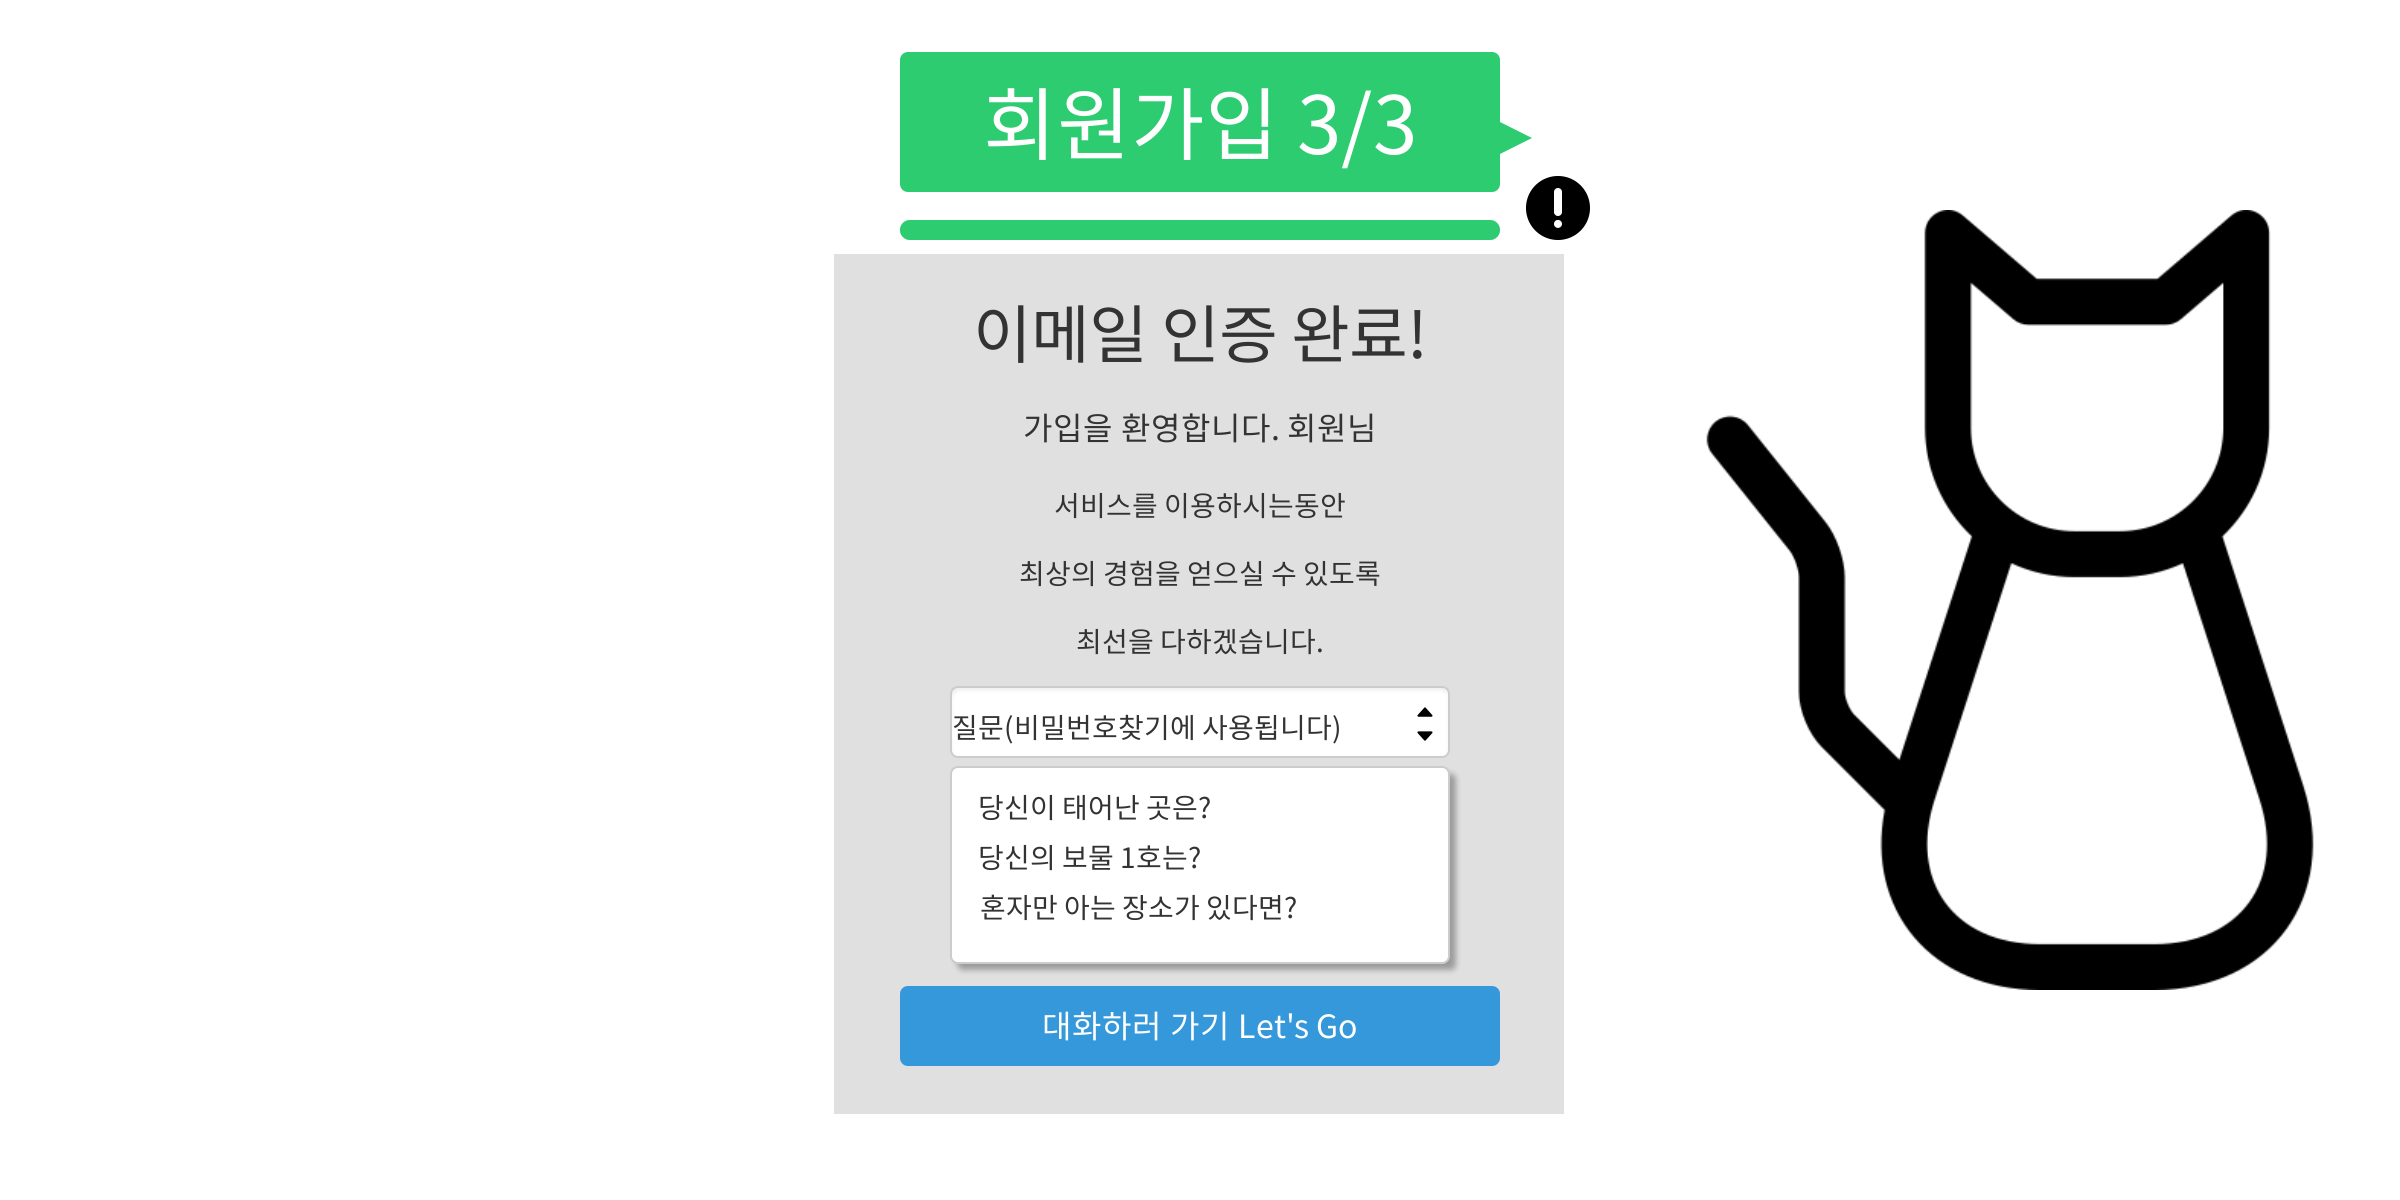 회원가입 3/3
이메일 인증 완료!
가입을 환영합니다. 회원님
서비스를 이용하시는동안
최상의 경험을 얻으실 수 있도록
최선을 다하겠습니다.
질문(비밀번호찾기에 사용됩니다)
당신이 태어난 곳은?
당신의 보물 1호는?
혼자만 아는 장소가 있다면?
대화하러 가기 Let's Go